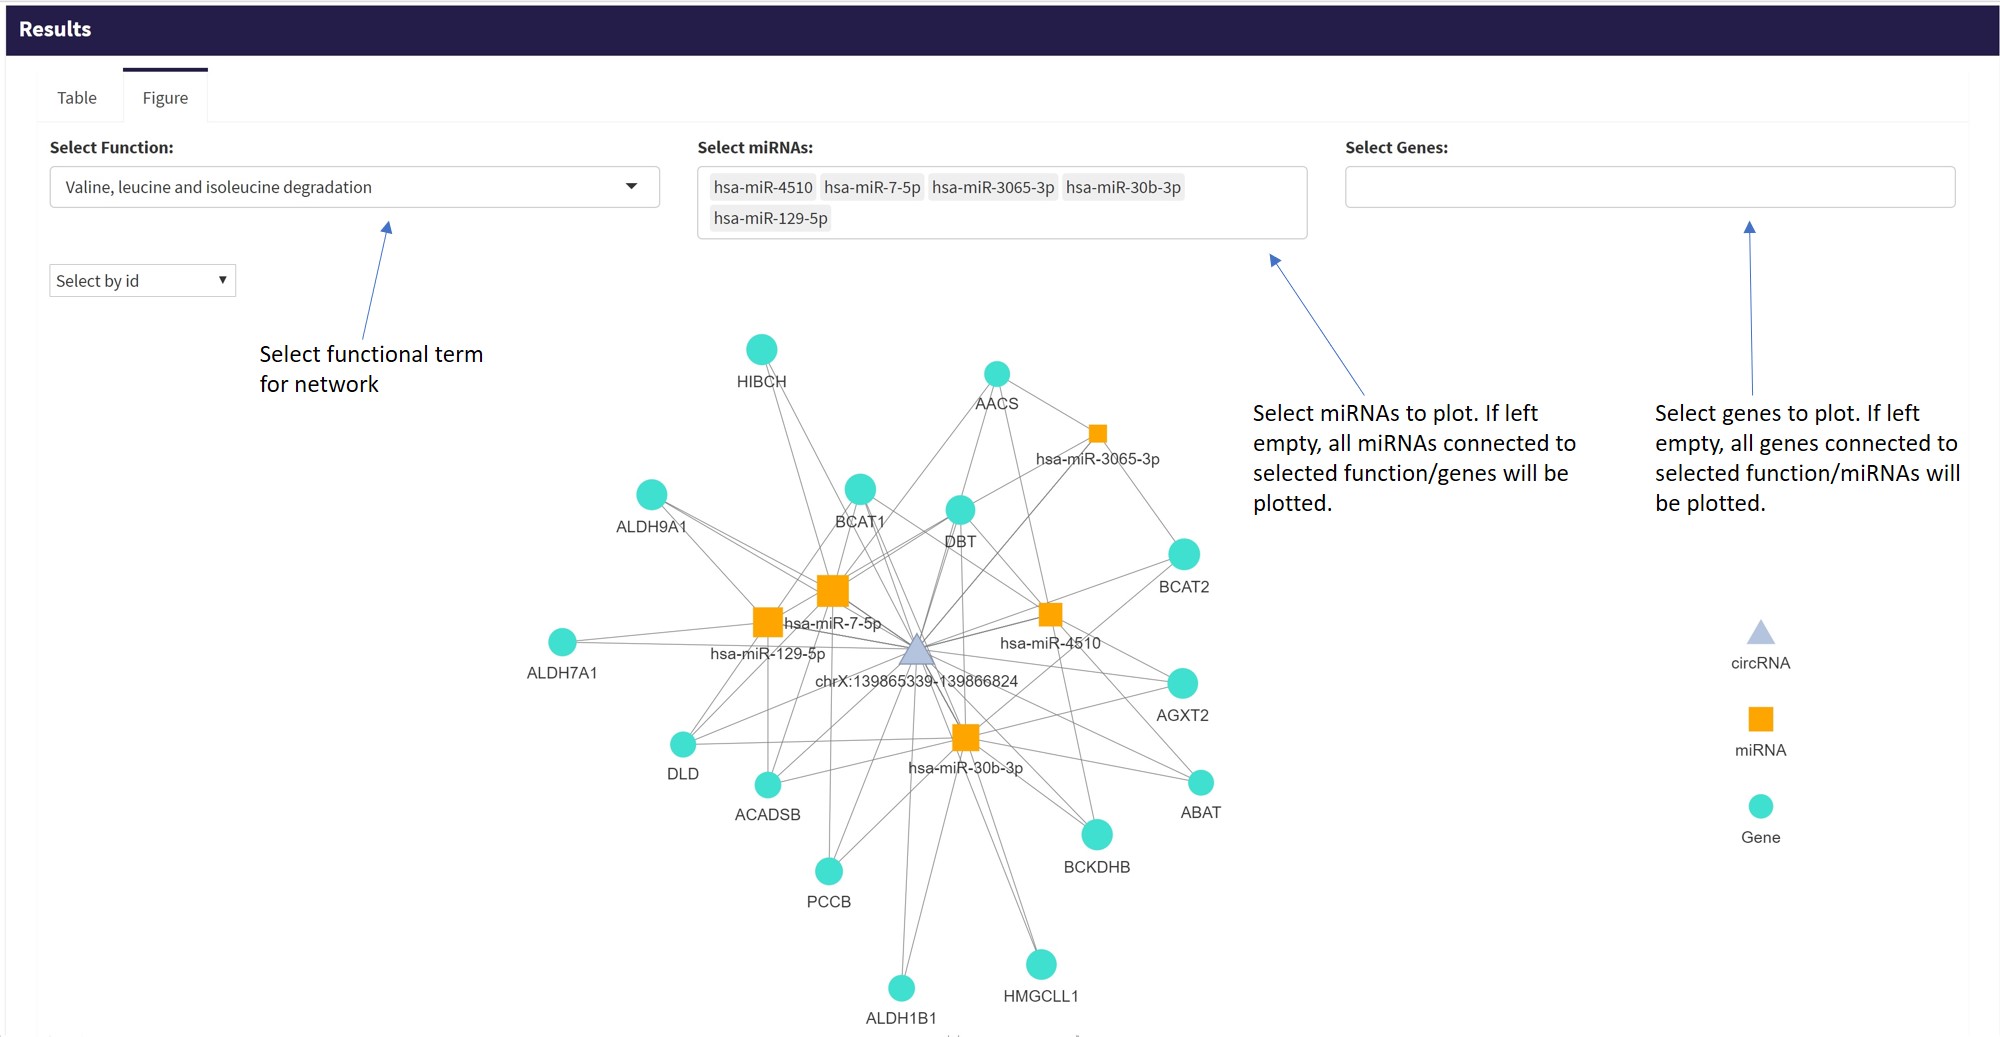 Results
Table
Figure
Select Function:
Select miRNAs:
Select Genes:
Valine, leucine and isoleucine degradation
hsa-miR-4510 hsa-miR-7-5p hsa-miR-3065-3p hsa-miR-30b-3p
hsa-miR-129-5p
Select by id
Select functional term
for network
Select miRNAs to plot. If left
empty, all miRNAs connected to
selected function/genes will be
plotted.
Select genes to plot. If left
empty, all genes connected to
selected function/miRNAs will
be plotted.
HIBCH
AACS
hsa-miR-3065-3p
ALDH9A1
BCAT1
DBT
BCAT2
hsa-miR-7-5p
hsa-miR-129-5p
hsa-miR-4510
ALDH7A1
chrX:139865339-139866824
AGXT2
DLD
hsa-miR-30b-3p
ACADSB
ABAT
BCKDHB
PCCB
HMGCLL1
ALDH1B1
circRNA
miRNA
Gene